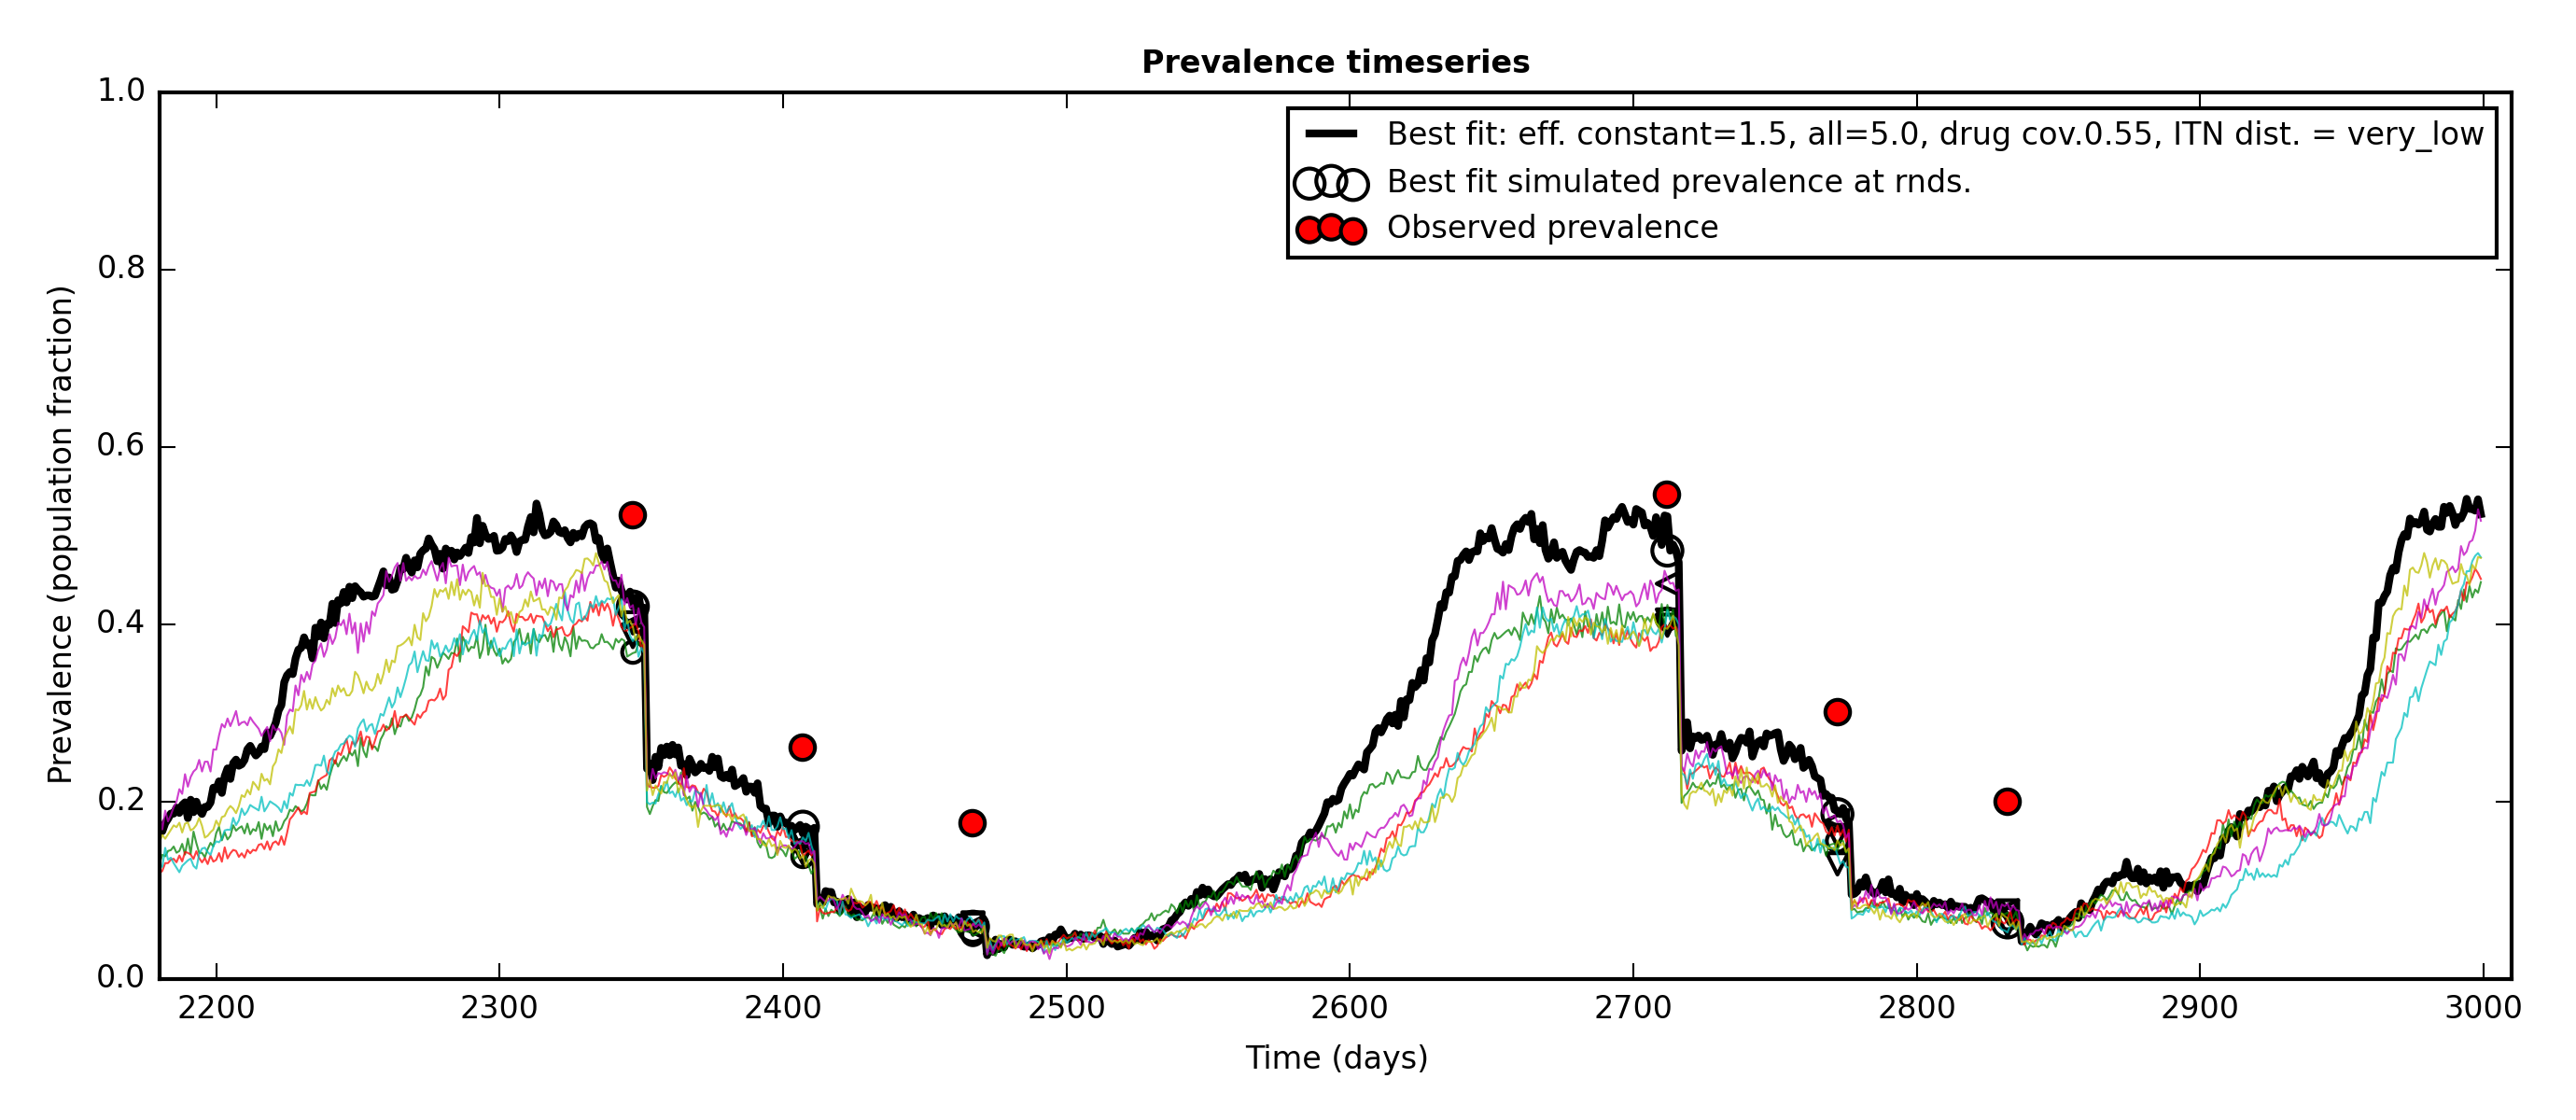 Prevalence timeseries
1.0
0.8
0.6
0.4
0.2
0.0
Prevalence (population fraction)
Best fit: eff. constant=1.5, all=5.0, drug cov.0.55, ITN dist. = very_low
Best fit simulated prevalence at rnds.
Observed prevalence
2200 2300 2400 2500 2600 2700 2800 2900 3000
Time (days)